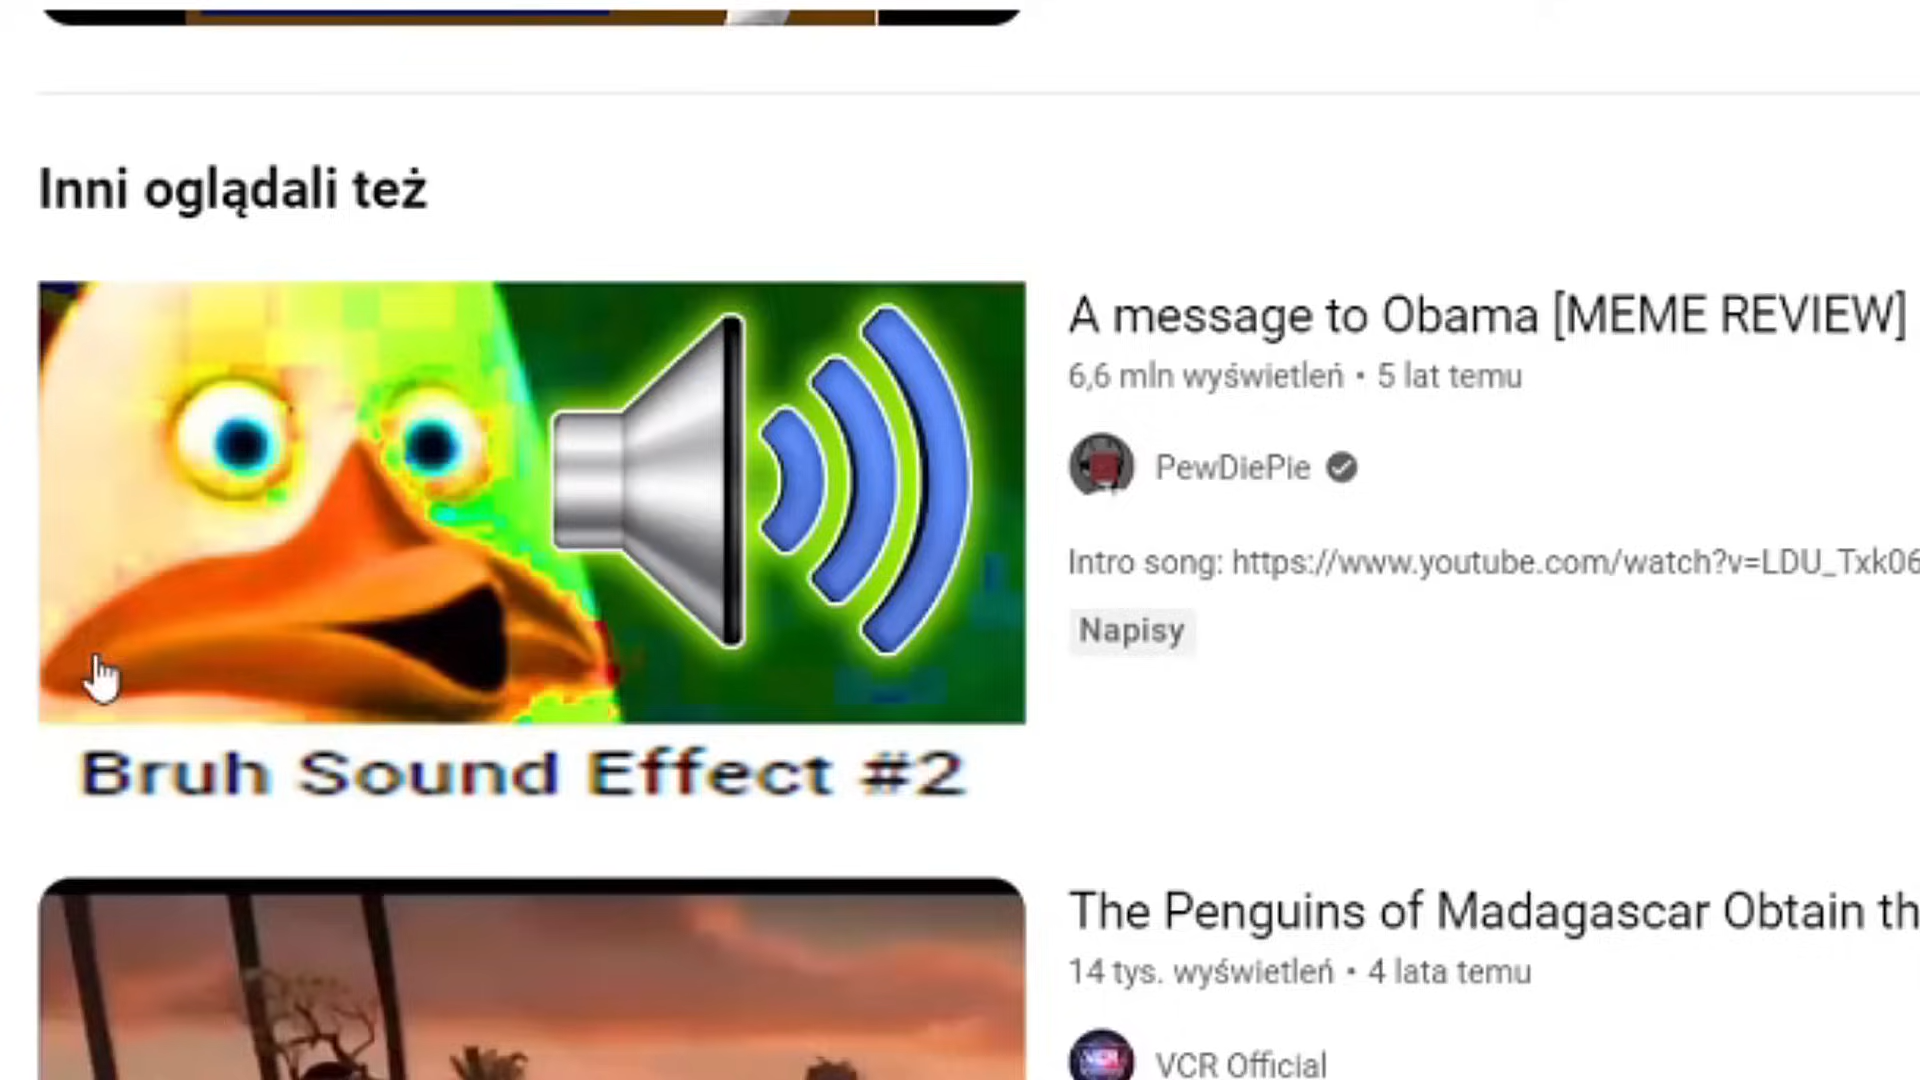 Inni oglądali też
A message to Obama [MEME REVIEW]
6,6 mln wyświetleń • 5 lat temu
PewDiePie
Intro song: https://www.youtube.com/watch?v=LDU_Txk06
Napisy
Bruh Sound Effect #2
The Penguins of Madagascar Obtain th
14 tys. wyświetleń • 4 lata temu
VCR
VCR Official